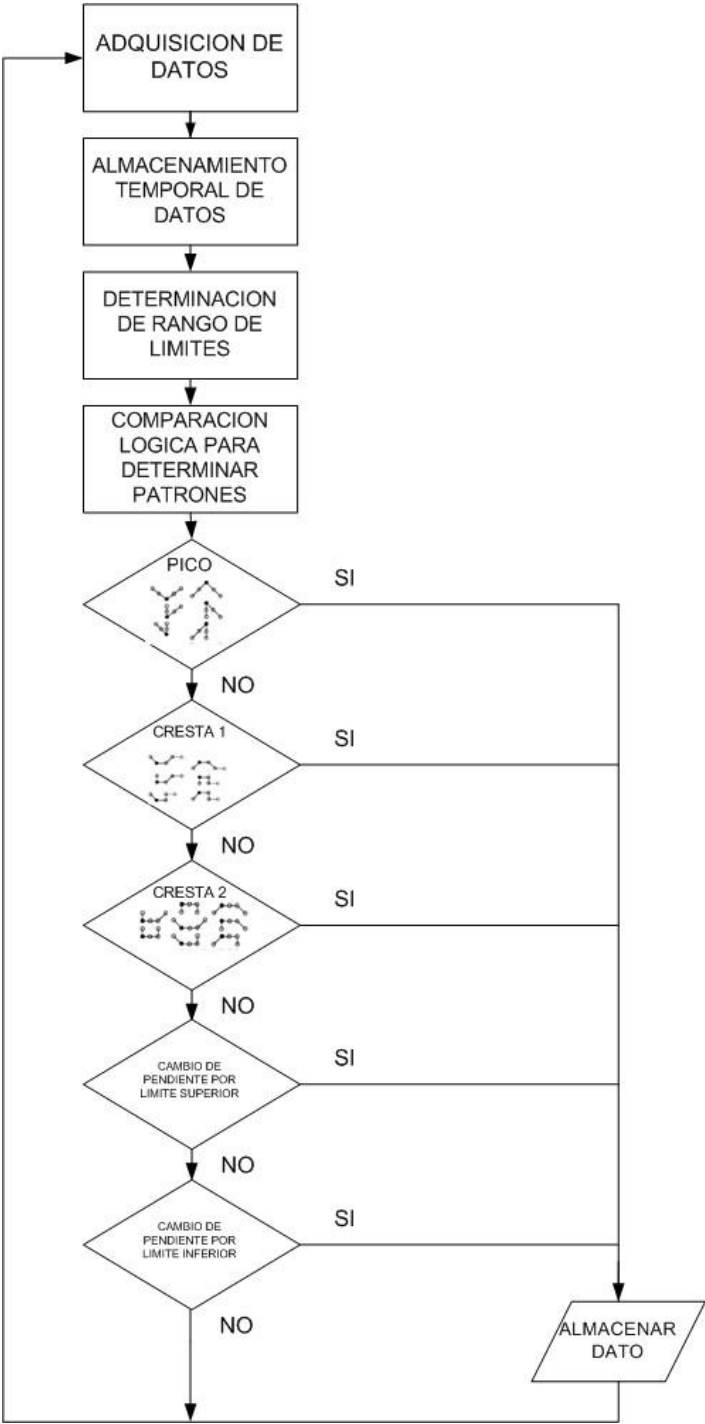 ADQUISICION DE
DATOS
ALMACENAMIENTO
TEMPORAL DE
DATOS
DETERMINACION
DE RANGO DE
LIMITES
COMPARACION
LOGICA PARA
DETERMINAR
PATRONES
PICO
SI
NO
CRESTA 1
SI
NO
CRESTA 2
SI
NO
CAMBIO DE
PENDIENTE POR
LIMITE SUPERIOR
SI
NO
CAMBIO DE
PENDIENTE POR
LIMITE INFERIOR
SI
NO
ALMACENAR
DATO